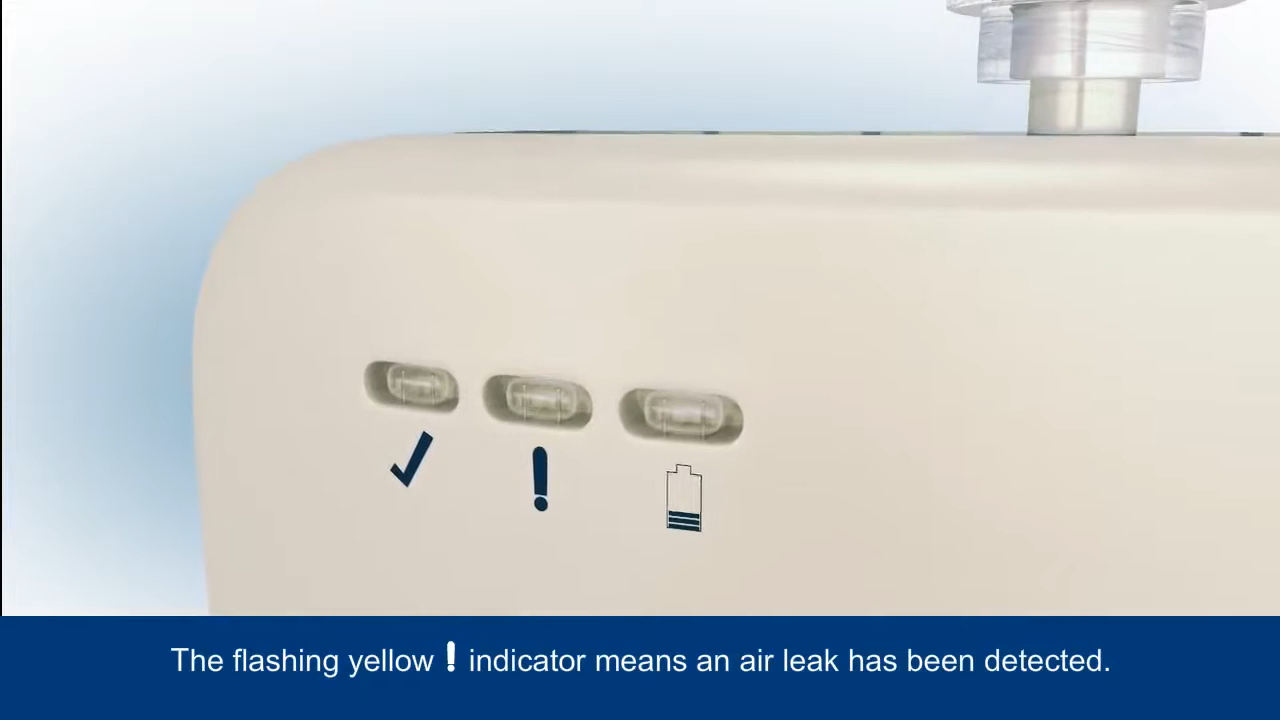 The flashing yellow ! indicator means an air leak has been detected.